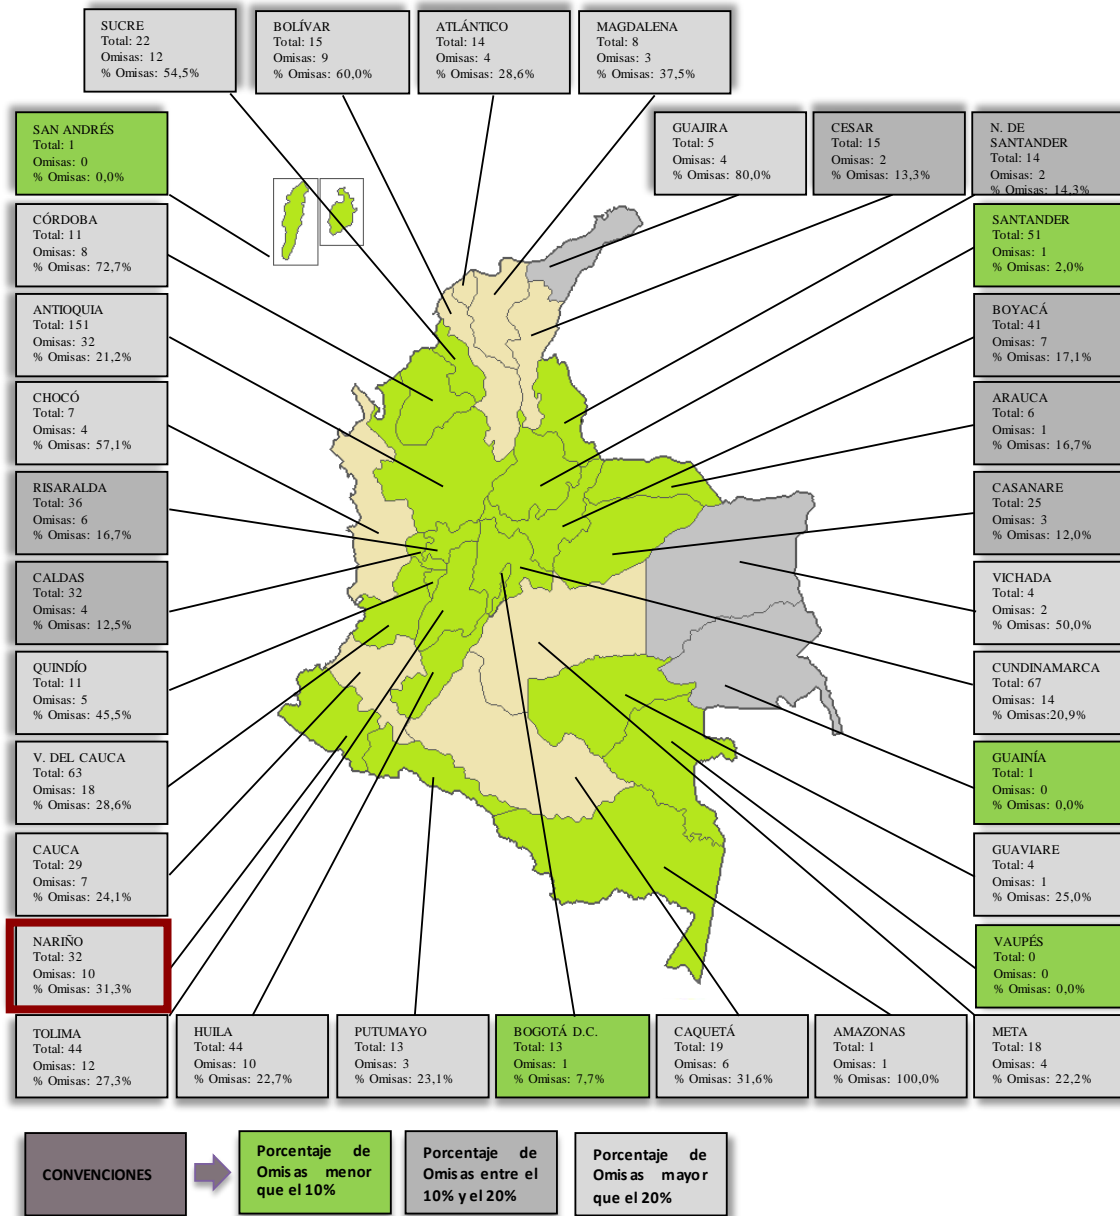 SUCRE
Total: 22
Omisas: 12
% Omisas: 54,5%
BOLÍVAR
Total: 15
Omisas: 9
% Omisas: 60,0%
ATLÁNTICO
Total: 14
Omisas: 4
% Omisas: 28,6%
MAGDALENA
Total: 8
Omisas: 3
% Omisas: 37,5%
SAN ANDRÉS
Total: 1
Omisas: 0
% Omisas: 0,0%
GUAJIRA
Total: 5
Omisas: 4
% Omisas: 80,0%
CESAR
Total: 15
Omisas: 2
% Omisas: 13,3%
N. DE
SANTANDER
Total: 14
Omisas: 2
% Omisas: 14,3%
CÓRDOBA
Total: 11
Omisas: 8
% Omisas: 72,7%
SANTANDER
Total: 51
Omisas: 1
% Omisas: 2,0%
ANTIOQUIA
Total: 151
Omisas: 32
% Omisas: 21,2%
BOYACÁ
Total: 41
Omisas: 7
% Omisas: 17,1%
CHOCÓ
Total: 7
Omisas: 4
% Omisas: 57,1%
ARAUCA
Total: 6
Omisas: 1
% Omisas: 16,7%
RISARALDA
Total: 36
Omisas: 6
% Omisas: 16,7%
CASANARE
Total: 25
Omisas: 3
% Omisas: 12,0%
CALDAS
Total: 32
Omisas: 4
% Omisas: 12,5%
VICHADA
Total: 4
Omisas: 2
% Omisas: 50,0%
QUINDÍO
Total: 11
Omisas: 5
% Omisas: 45,5%
CUNDINAMARCA
Total: 67
Omisas: 14
% Omisas:20,9%
V. DEL CAUCA
Total: 63
Omisas: 18
% Omisas: 28,6%
GUAINÍA
Total: 1
Omisas: 0
% Omisas: 0,0%
CAUCA
Total: 29
Omisas: 7
% Omisas: 24,1%
GUAVIARE
Total: 4
Omisas: 1
% Omisas: 25,0%
NARIÑO
Total: 32
Omisas: 10
% Omisas: 31,3%
VAUPÉS
Total: 0
Omisas: 0
% Omisas: 0,0%
TOLIMA
Total: 44
Omisas: 12
% Omisas: 27,3%
HUILA
Total: 44
Omisas: 10
% Omisas: 22,7%
PUTUMAYO
Total: 13
Omisas: 3
% Omisas: 23,1%
BOGOTÁ D.C.
Total: 13
Omisas: 1
% Omisas: 7,7%
CAQUETÁ
Total: 19
Omisas: 6
% Omisas: 31,6%
AMAZONAS
Total: 1
Omisas: 1
% Omisas: 100,0%
META
Total: 18
Omisas: 4
% Omisas: 22,2%
CONVENCIONES
Porcentaje de
Omisas menor
que el 10%
Porcentaje de
Omisas entre el
10% y el 20%
Porcentaje de
Omisas mayor
que el 20%